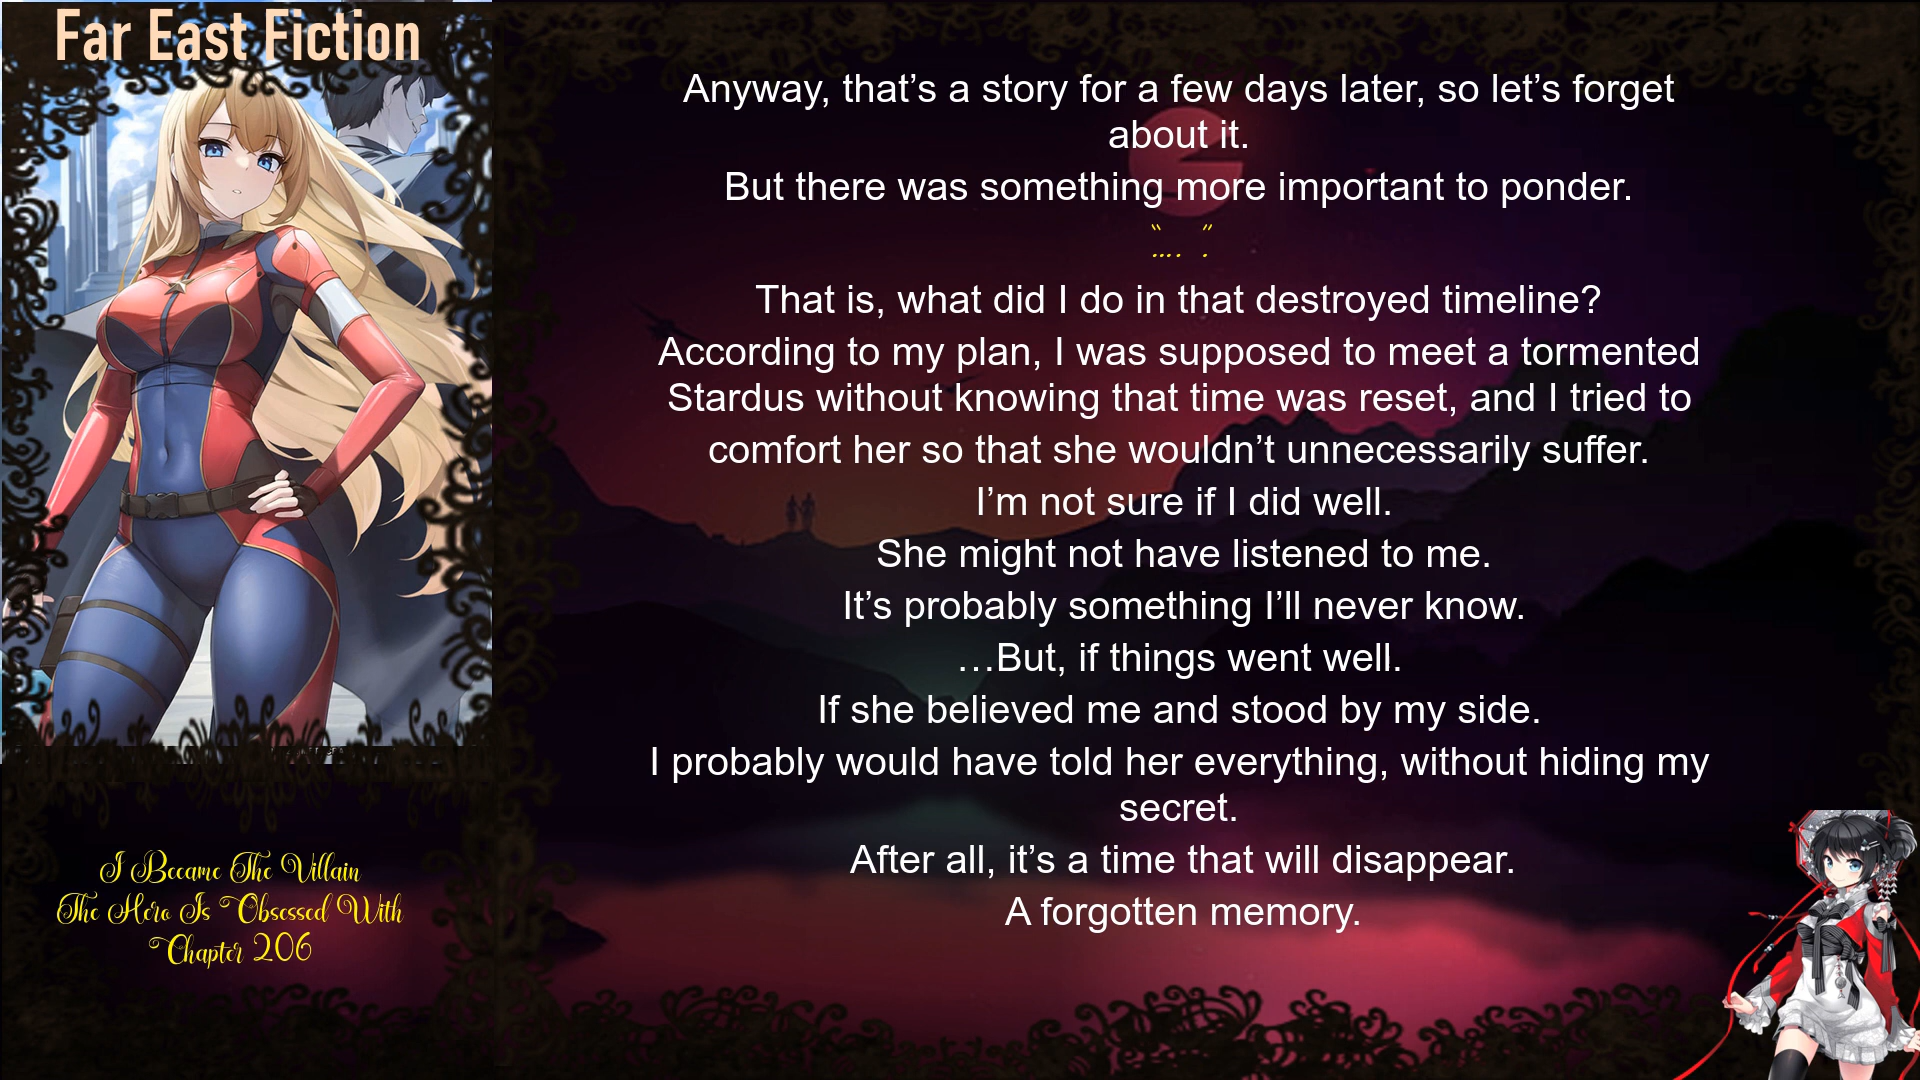 Far East Fiction
Anyway, that’s a story for a few days later, so let’s forget
about it.
But there was something more important to ponder.
“…. .”
That is, what did I do in that destroyed timeline?
According to my plan, I was supposed to meet a tormented
Stardus without knowing that time was reset, and I tried to
comfort her so that she wouldn’t unnecessarily suffer.
I’m not sure if I did well.
She might not have listened to me.
It’s probably something I’ll never know.
…But, if things went well.
If she believed me and stood by my side.
I probably would have told her everything, without hiding my
secret.
After all, it’s a time that will disappear.
A forgotten memory.
I Became The Villain
The Hero Is Obsessed With
Chapter 206